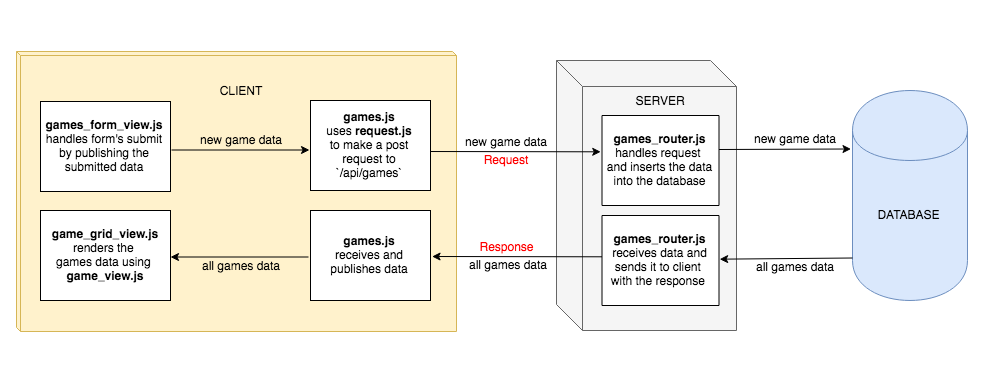 CLIENT
games_form_view.js
handles form's submit
by publishing the
submitted data
new game data
games.js
uses request.js
to make a post
request to
`/api/games`
new game data
Request
SERVER
games_router.js
handles request
and inserts the data
into the database
new game data
DATABASE
game_grid_view.js
renders the
games data using
game_view.js
all games data
games.js
receives and
publishes data
Response
all games data
games_router.js
receives data and
sends it to client
with the response
all games data